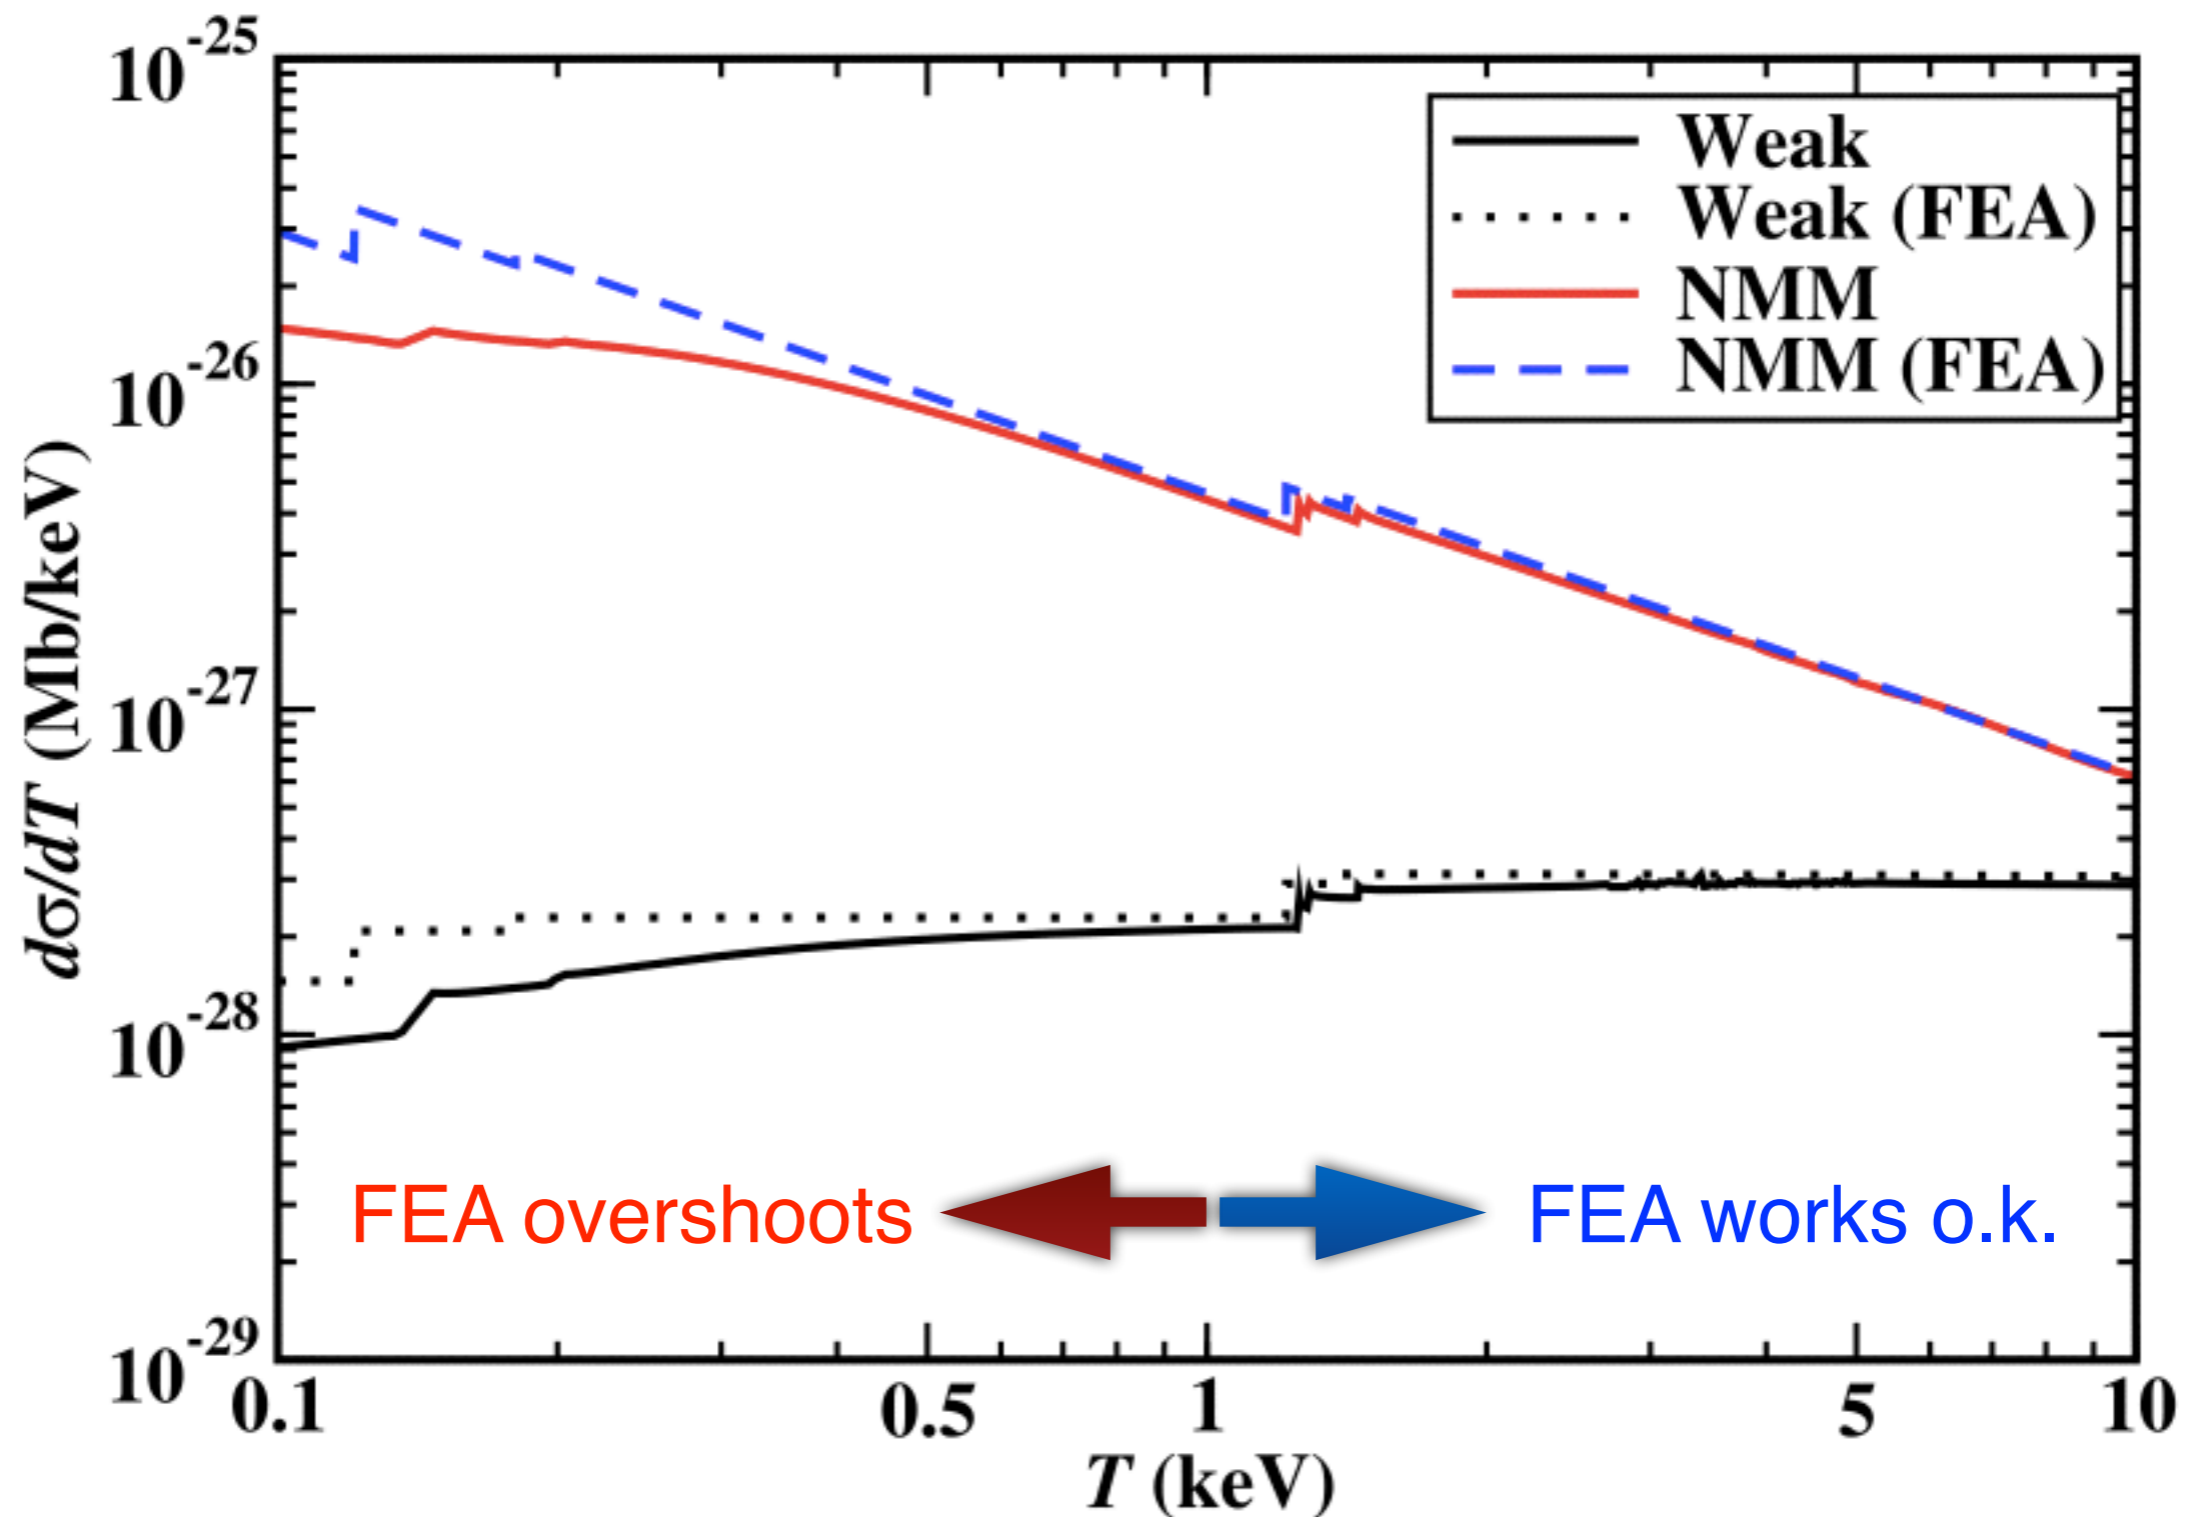 10^-25
Weak
Weak (FEA)
NMM
NMM (FEA)
10^-26
10^-27
10^-28
10^-29
dσ/dT (Mb/keV)
FEA overshoots
FEA works o.k.
0.1
0.5
1
5
10
T (keV)